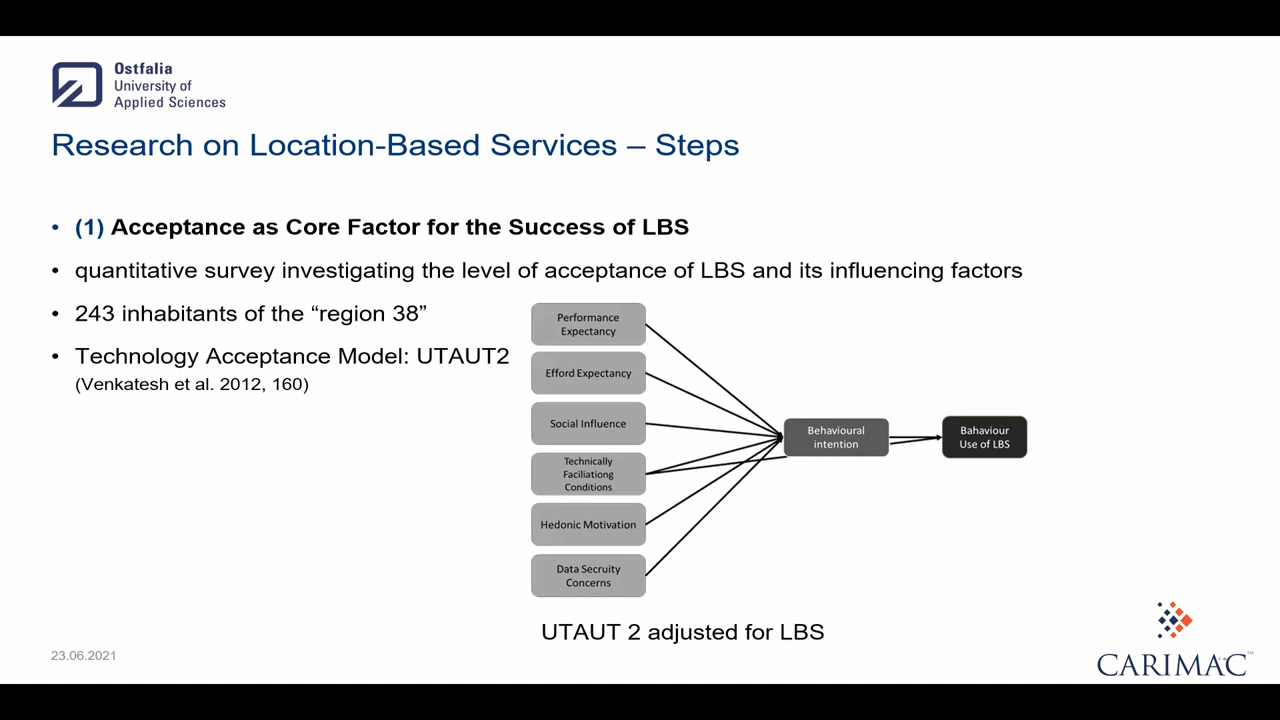 Ostfalia
University of
Applied Sciences
Research on Location-Based Services – Steps
• (1) Acceptance as Core Factor for the Success of LBS
• quantitative survey investigating the level of acceptance of LBS and its influencing factors
• 243 inhabitants of the “region 38”
• Technology Acceptance Model: UTAUT2
(Venkatesh et al. 2012, 160)
Performance
Expectancy
Efford Expectancy
Social Influence
Technically
Faciliationg
Conditions
Hedonic Motivation
Data Secruity
Concerns
Behavioural
intention
Bahaviour
Use of LBS
UTAUT 2 adjusted for LBS
23.06.2021
CARIMAC™